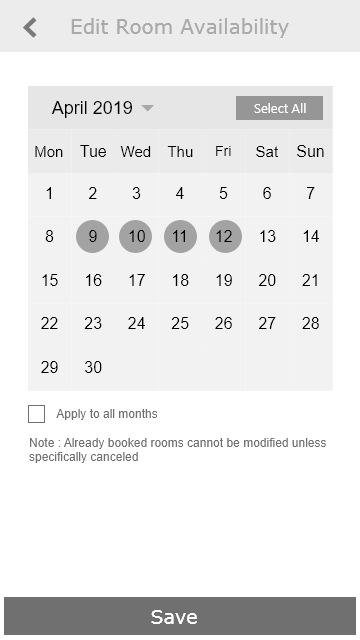 Edit Room Availability
April 2019 Select All
Mon Tue Wed Thu Fri Sat Sun
1 2 3 4 5 6 7
8 9 10 11 12 13 14
15 16 17 18 19 20 21
22 23 24 25 26 27 28
29 30
Apply to all months
Note : Already booked rooms cannot be modified unless
specifically canceled
Save